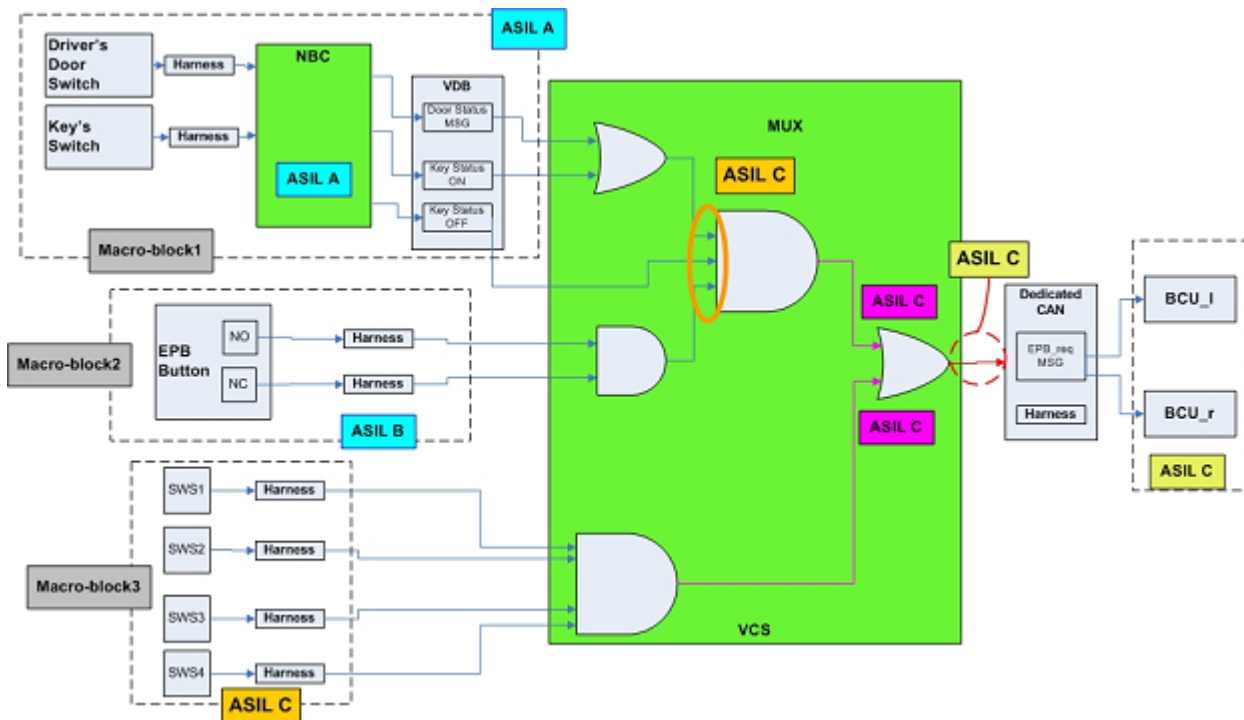 ASIL A
Driver's
Door
Switch
Harness
NBC
VDB
Door Status
MSG
Key's
Switch
Harness
ASIL A
Key Status
ON
Key Status
OFF
Macro-block1
MUX
ASIL C
ASIL C
ASIL C
Dedicated
CAN
EPB_req
MSG
Harness
BCU_l
BCU_r
ASIL C
ASIL C
Macro-block2
EPB
Button
NO
NC
Harness
Harness
ASIL B
Macro-block3
SWS1
Harness
SWS2
Harness
SWS3
Harness
SWS4
Harness
ASIL C
VCS